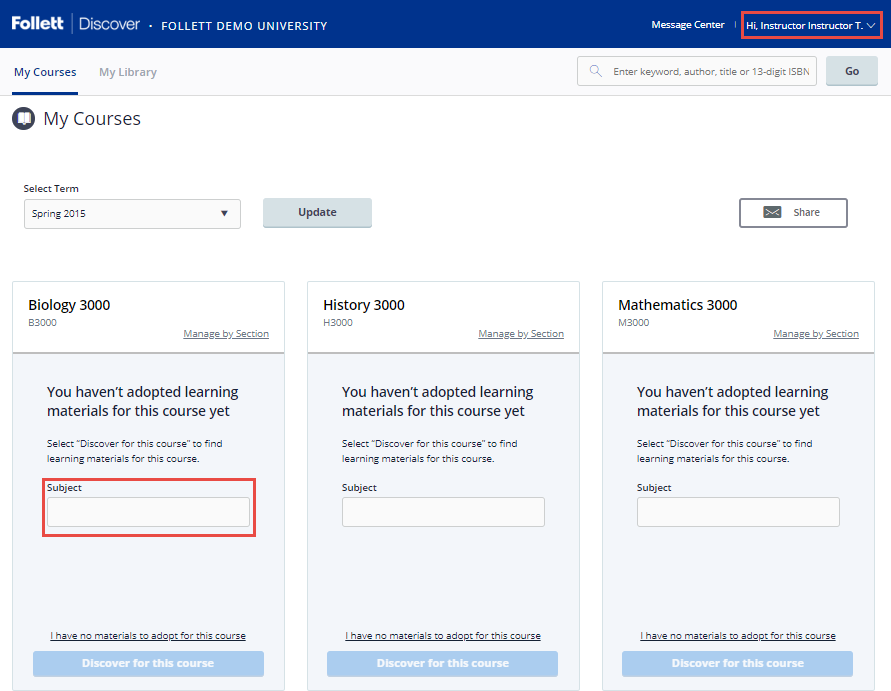 Follett | Discover · FOLLETT DEMO UNIVERSITY
Message Center | Hi, Instructor Instructor T.
My Courses My Library
Enter keyword, author, title or 13-digit ISBN
Go
My Courses
Select Term
Spring 2015 ▼
Update
Share
Biology 3000
B3000
Manage by Section
You haven’t adopted learning
materials for this course yet
Select “Discover for this course” to find
learning materials for this course.
Subject
I have no materials to adopt for this course
Discover for this course
History 3000
H3000
Manage by Section
You haven’t adopted learning
materials for this course yet
Select “Discover for this course” to find
learning materials for this course.
Subject
I have no materials to adopt for this course
Discover for this course
Mathematics 3000
M3000
Manage by Section
You haven’t adopted learning
materials for this course yet
Select “Discover for this course” to find
learning materials for this course.
Subject
I have no materials to adopt for this course
Discover for this course